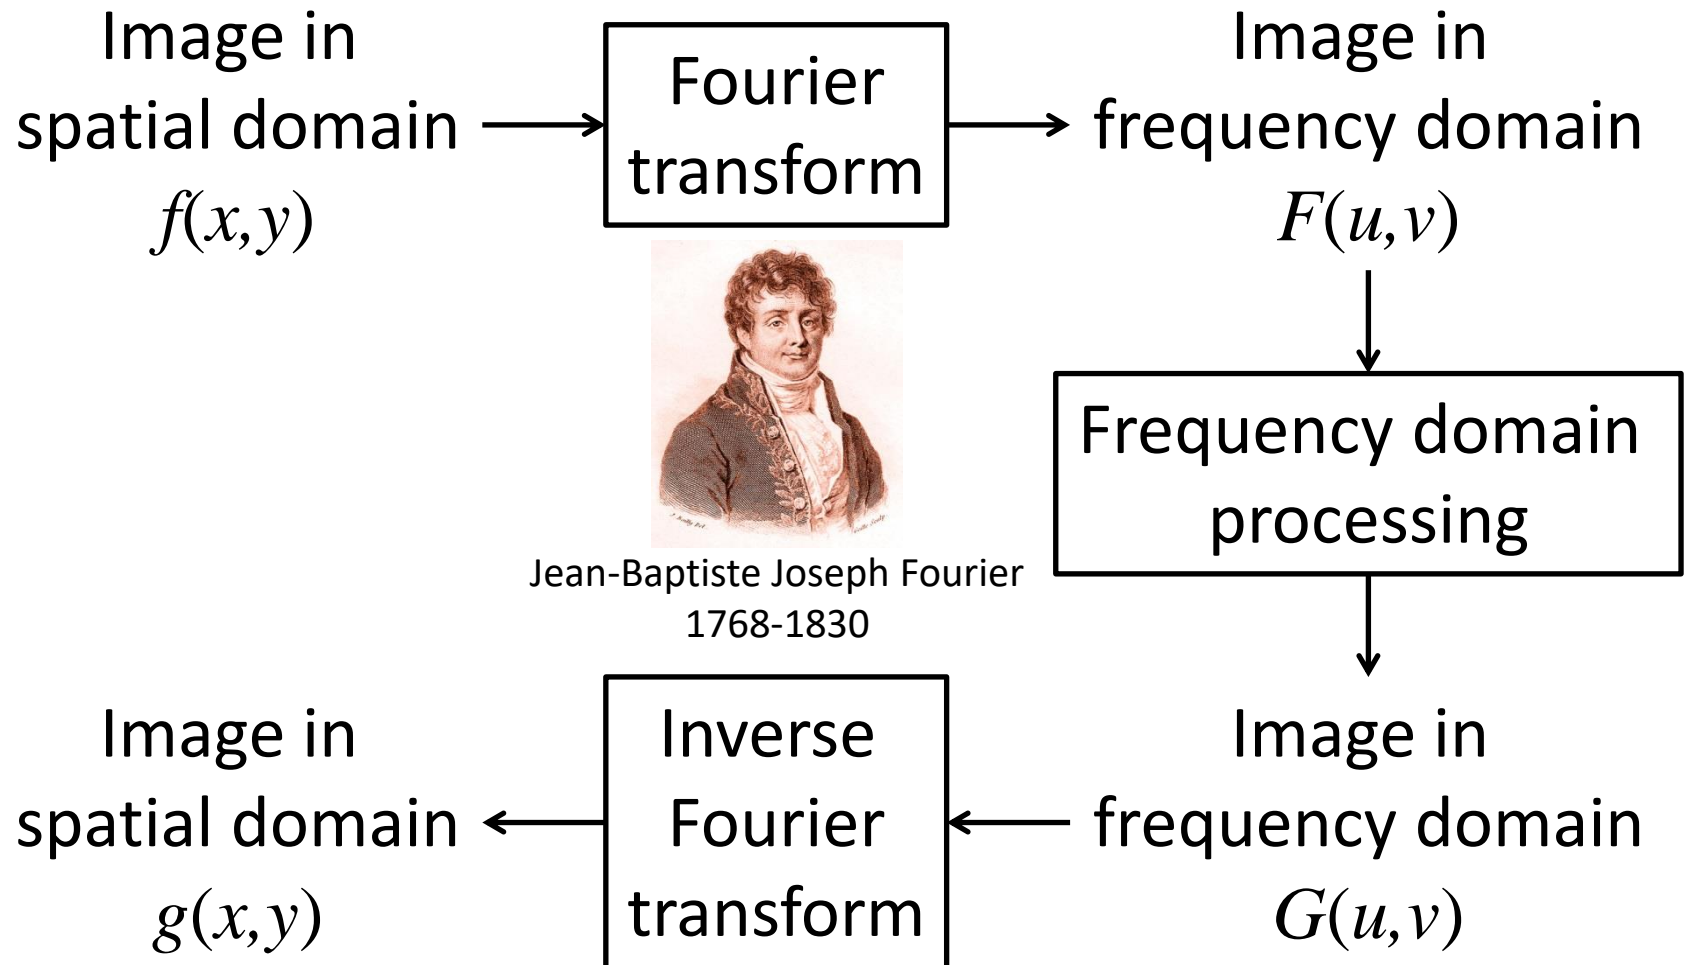 Image in
spatial domain
f(x,y)
Fourier
transform
Image in
frequency domain
F(u,v)
Jean-Baptiste Joseph Fourier
1768-1830
Frequency domain
processing
Image in
spatial domain
g(x,y)
Inverse
Fourier
transform
Image in
frequency domain
G(u,v)